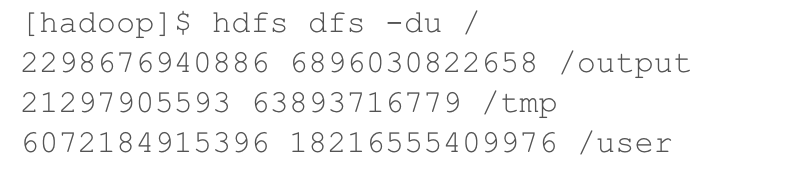 [hadoop]$ hdfs dfs -du /
2298676940886 6896030822658 /output
21297905593 63893716779 /tmp
6072184915396 18216555409976 /user